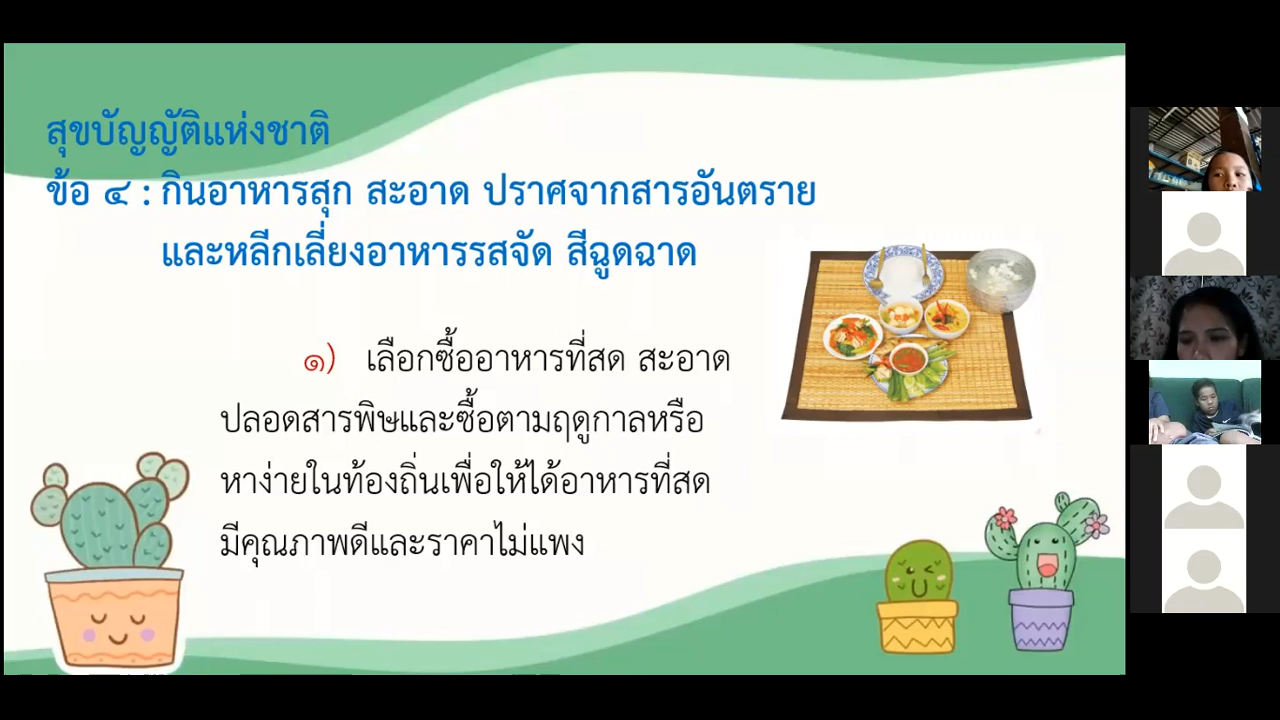 สุขบัญญัติแห่งชาติ
ข้อ ๔ : กินอาหารสุก สะอาด ปราศจากสารอันตราย
และหลีกเลี่ยงอาหารรสจัด สีฉูดฉาด
๑) เลือกซื้ออาหารที่สด สะอาด
ปลอดสารพิษและซื้อตามฤดูกาลหรือ
หาง่ายในท้องถิ่นเพื่อให้ได้อาหารที่สด
มีคุณภาพดีและราคาไม่แพง